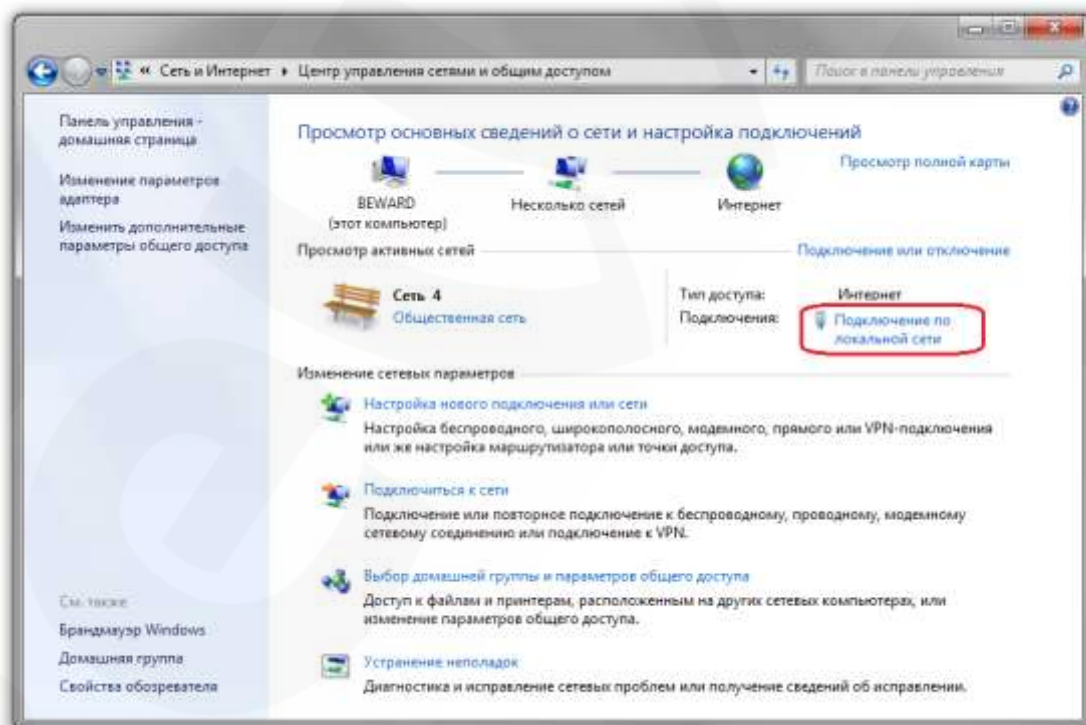 « Сеть и Интернет ▸ Центр управления сетями и общим доступом
Поиск в панели управления
Панель управления -
домашняя страница
Изменение параметров
адаптера
Изменить дополнительные
параметры общего доступа
Просмотр основных сведений о сети и настройка подключений
Просмотр полной карты
BEWARD
(этот компьютер)
Несколько сетей
Интернет
Просмотр активных сетей
Подключение или отключение
Сеть 4
Общественная сеть
Тип доступа:
Интернет
Подключения:
Подключение по
локальной сети
Изменение сетевых параметров
Настройка нового подключения или сети
Настройка беспроводного, широкополосного, модемного, прямого или VPN-подключения
или же настройка маршрутизатора или точки доступа.
Подключиться к сети
Подключение или повторное подключение к беспроводному, проводному, модемному
сетевому соединению или подключение к VPN.
Выбор домашней группы и параметров общего доступа
Доступ к файлам и принтерам, расположенным на других сетевых компьютерах, или
изменение параметров общего доступа.
Устранение неполадок
Диагностика и исправление сетевых проблем или получение сведений об исправлении.
См. также
Брандмауэр Windows
Домашняя группа
Свойства обозревателя